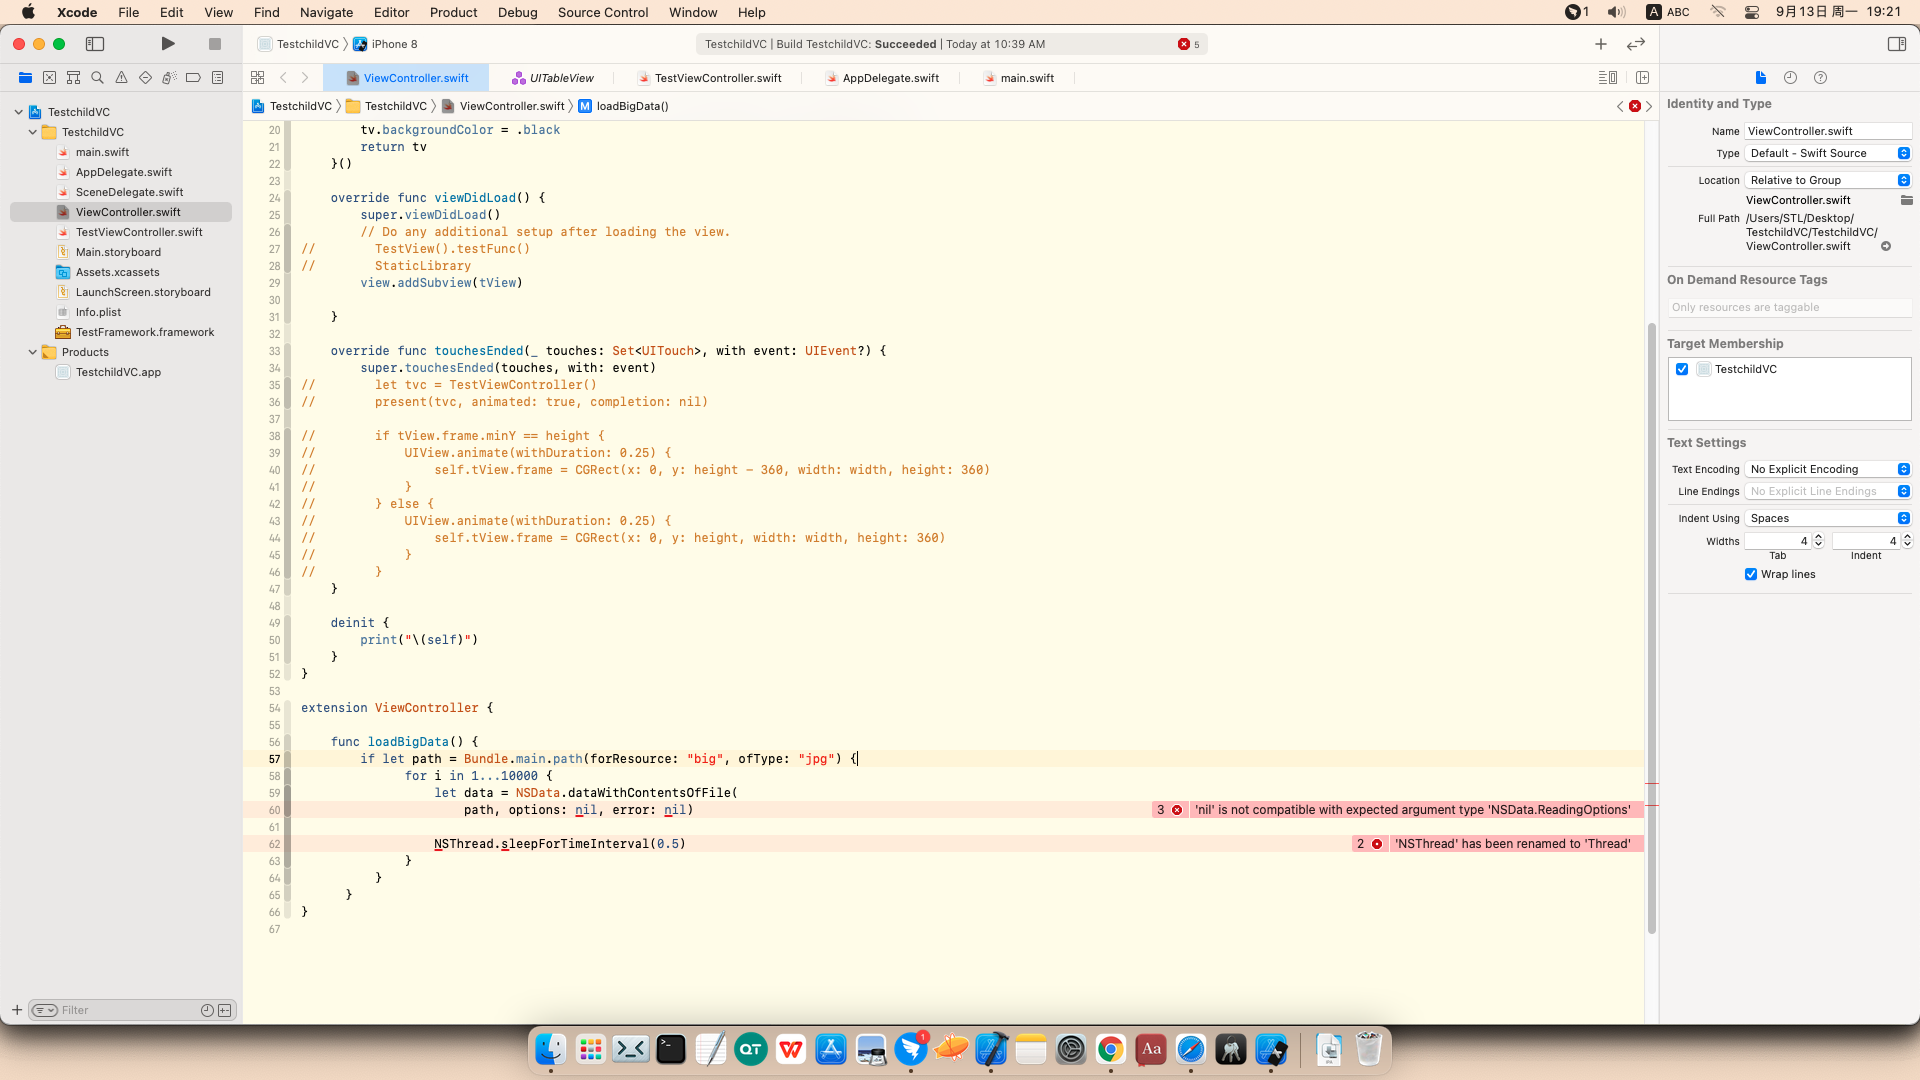 Xcode File Edit View Find Navigate Editor Product Debug Source Control Window Help 1 A ABC 9月13日 周一 19:21
TestchildVC iPhone 8
TestchildVC | Build TestchildVC: Succeeded | Today at 10:39 AM 5
ViewController.swift UITableView TestViewController.swift AppDelegate.swift main.swift
TestchildVC TestchildVC ViewController.swift M loadBigData()
TestchildVC
TestchildVC
main.swift
AppDelegate.swift
SceneDelegate.swift
ViewController.swift
TestViewController.swift
Main.storyboard
Assets.xcassets
LaunchScreen.storyboard
Info.plist
TestFramework.framework
Products
TestchildVC.app
Filter
20 tv.backgroundColor = .black
21 return tv
22 }()
23
24 override func viewDidLoad() {
25 super.viewDidLoad()
26 // Do any additional setup after loading the view.
27 // TestView().testFunc()
28 // StaticLibrary
29 view.addSubview(tView)
30
31 }
32
33 override func touchesEnded(_ touches: Set<UITouch>, with event: UIEvent?) {
34 super.touchesEnded(touches, with: event)
35 // let tvc = TestViewController()
36 // present(tvc, animated: true, completion: nil)
37
38 // if tView.frame.minY == height {
39 // UIView.animate(withDuration: 0.25) {
40 // self.tView.frame = CGRect(x: 0, y: height - 360, width: width, height: 360)
41 // }
42 // } else {
43 // UIView.animate(withDuration: 0.25) {
44 // self.tView.frame = CGRect(x: 0, y: height, width: width, height: 360)
45 // }
46 // }
47 }
48
49 deinit {
50 print("\(self)")
51 }
52 }
53
54 extension ViewController {
55
56 func loadBigData() {
57 if let path = Bundle.main.path(forResource: "big", ofType: "jpg") {
58 for i in 1...10000 {
59 let data = NSData.dataWithContentsOfFile(
60 path, options: nil, error: nil) 3 'nil' is not compatible with expected argument type 'NSData.ReadingOptions'
61
62 NSThread.sleepForTimeInterval(0.5) 2 'NSThread' has been renamed to 'Thread'
63 }
64 }
65 }
66 }
67
Identity and Type
Name ViewController.swift
Type Default - Swift Source
Location Relative to Group
ViewController.swift
Full Path /Users/STL/Desktop/
TestchildVC/TestchildVC/
ViewController.swift
On Demand Resource Tags
Only resources are taggable
Target Membership
TestchildVC
Text Settings
Text Encoding No Explicit Encoding
Line Endings No Explicit Line Endings
Indent Using Spaces
Widths 4 4
Tab Indent
Wrap lines
QT W 1 Aa